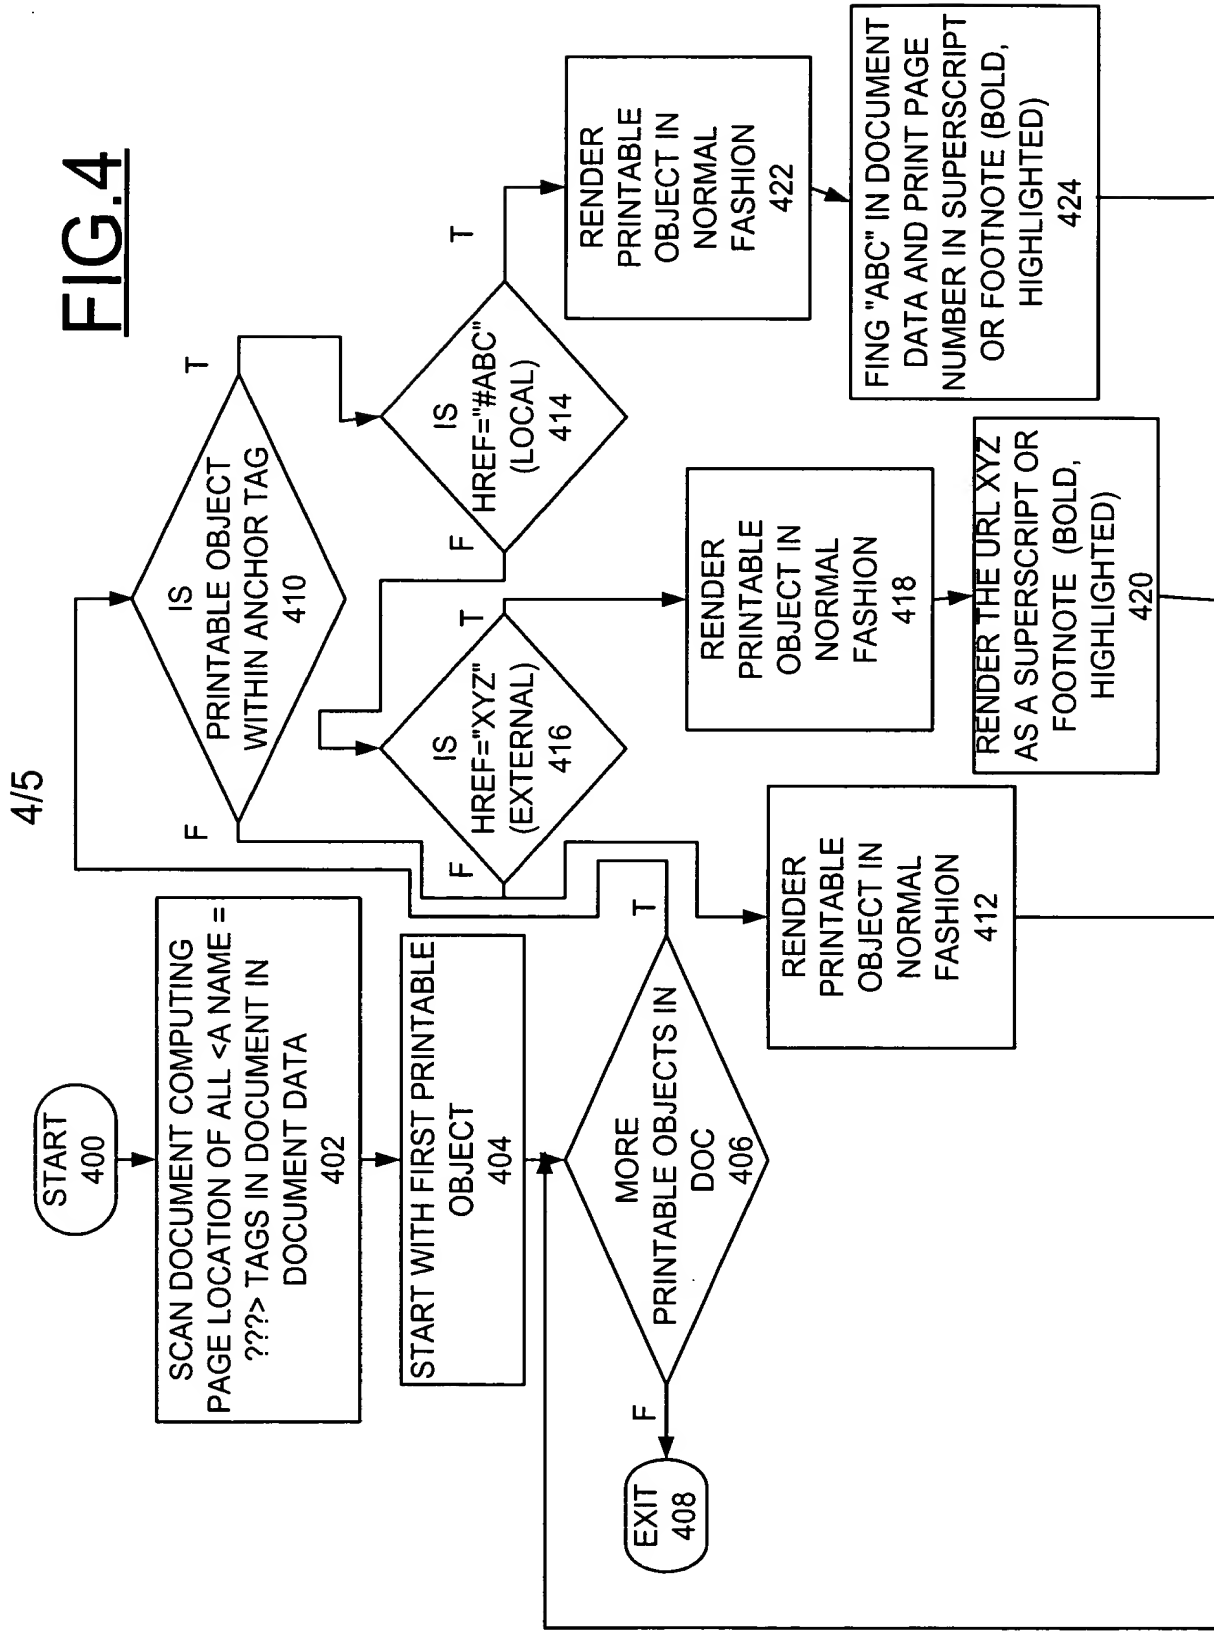 4/5
FIG.4
START
400
SCAN DOCUMENT COMPUTING
PAGE LOCATION OF ALL <A NAME =
???> TAGS IN DOCUMENT IN
DOCUMENT DATA
402
START WITH FIRST PRINTABLE
OBJECT
404
MORE
PRINTABLE OBJECTS IN
DOC
406
F
T
EXIT
408
IS
PRINTABLE OBJECT
WITHIN ANCHOR TAG
410
F
T
IS
HREF="#ABC"
(LOCAL)
414
F
T
IS
HREF="XYZ"
(EXTERNAL)
416
F
T
RENDER
PRINTABLE
OBJECT IN
NORMAL
FASHION
412
RENDER
PRINTABLE
OBJECT IN
NORMAL
FASHION
418
RENDER THE URL XYZ
AS A SUPERSCRIPT OR
FOOTNOTE (BOLD,
HIGHLIGHTED)
420
RENDER
PRINTABLE
OBJECT IN
NORMAL
FASHION
422
FING "ABC" IN DOCUMENT
DATA AND PRINT PAGE
NUMBER IN SUPERSCRIPT
OR FOOTNOTE (BOLD,
HIGHLIGHTED)
424